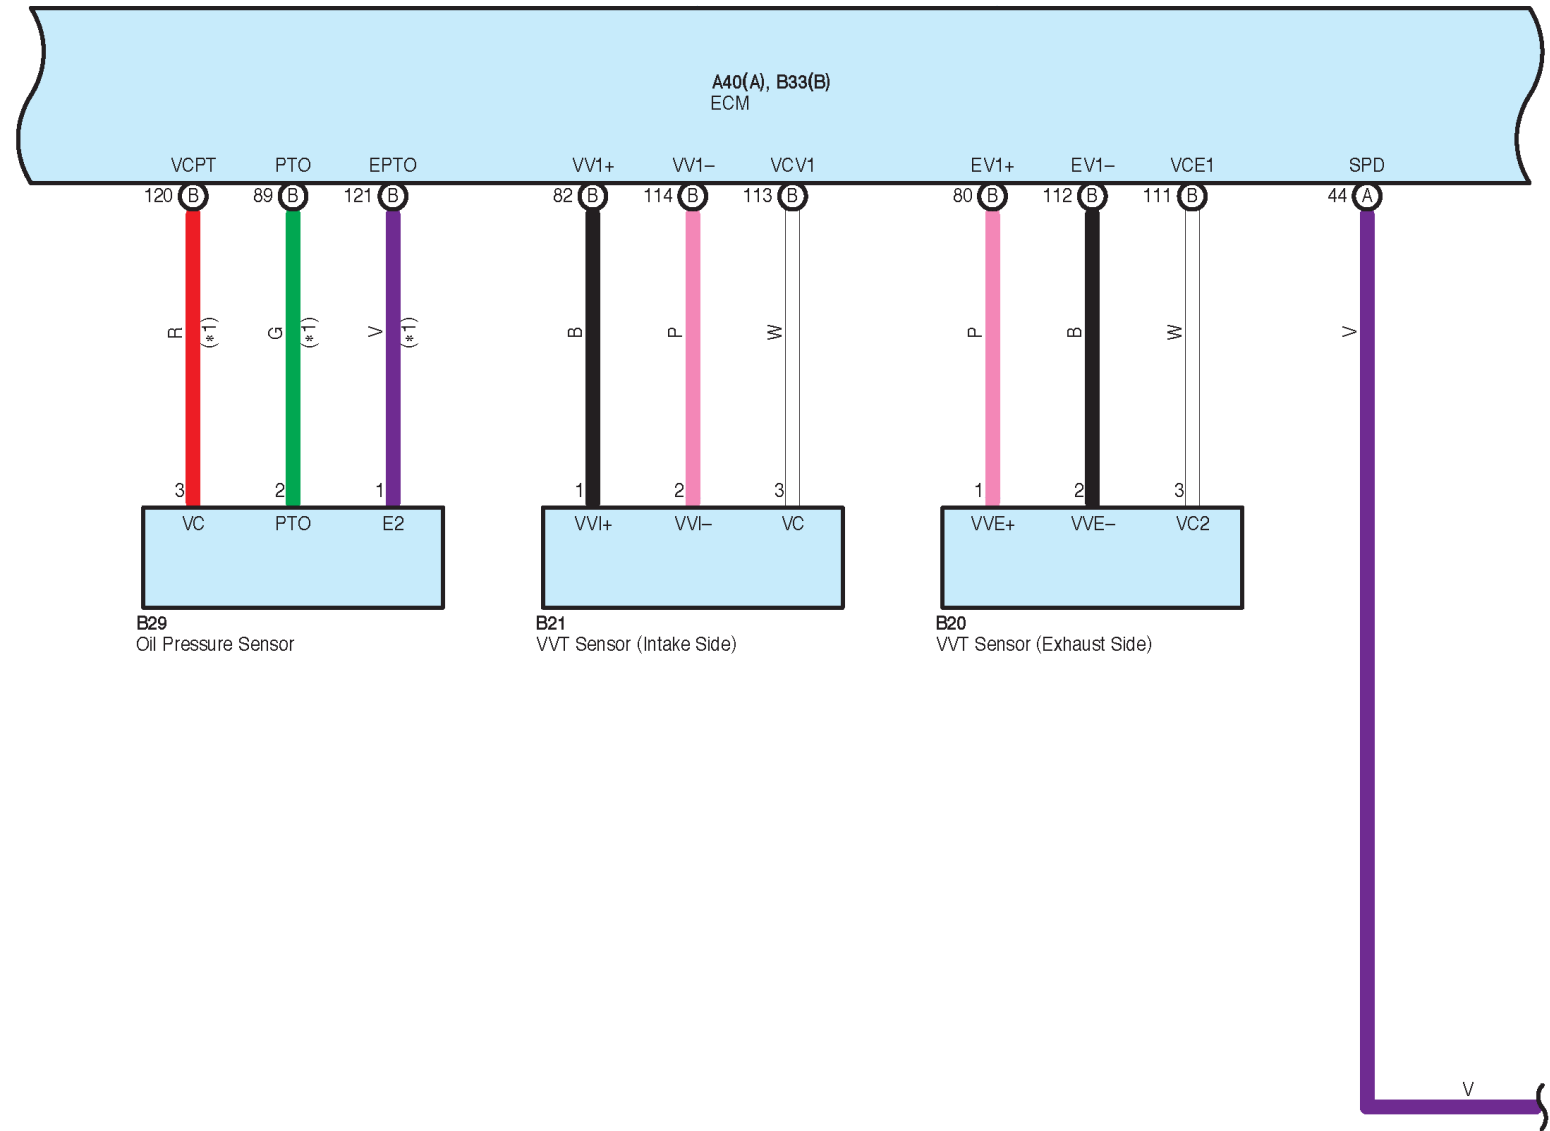 A40(A), B33(B)
ECM
VCPT PTO EPTO VV1+ VV1– VCV1 EV1+ EV1– VCE1 SPD
120 B 89 B 121 B 82 B 114 B 113 B 80 B 112 B 111 B 44 A
R (*1) G (*1) V (*1) B P W P B W V
3 2 1 1 2 3 1 2 3
VC PTO E2 VVI+ VVI– VC VVE+ VVE– VC2
B29 B21 B20
Oil Pressure Sensor VVT Sensor (Intake Side) VVT Sensor (Exhaust Side)
V